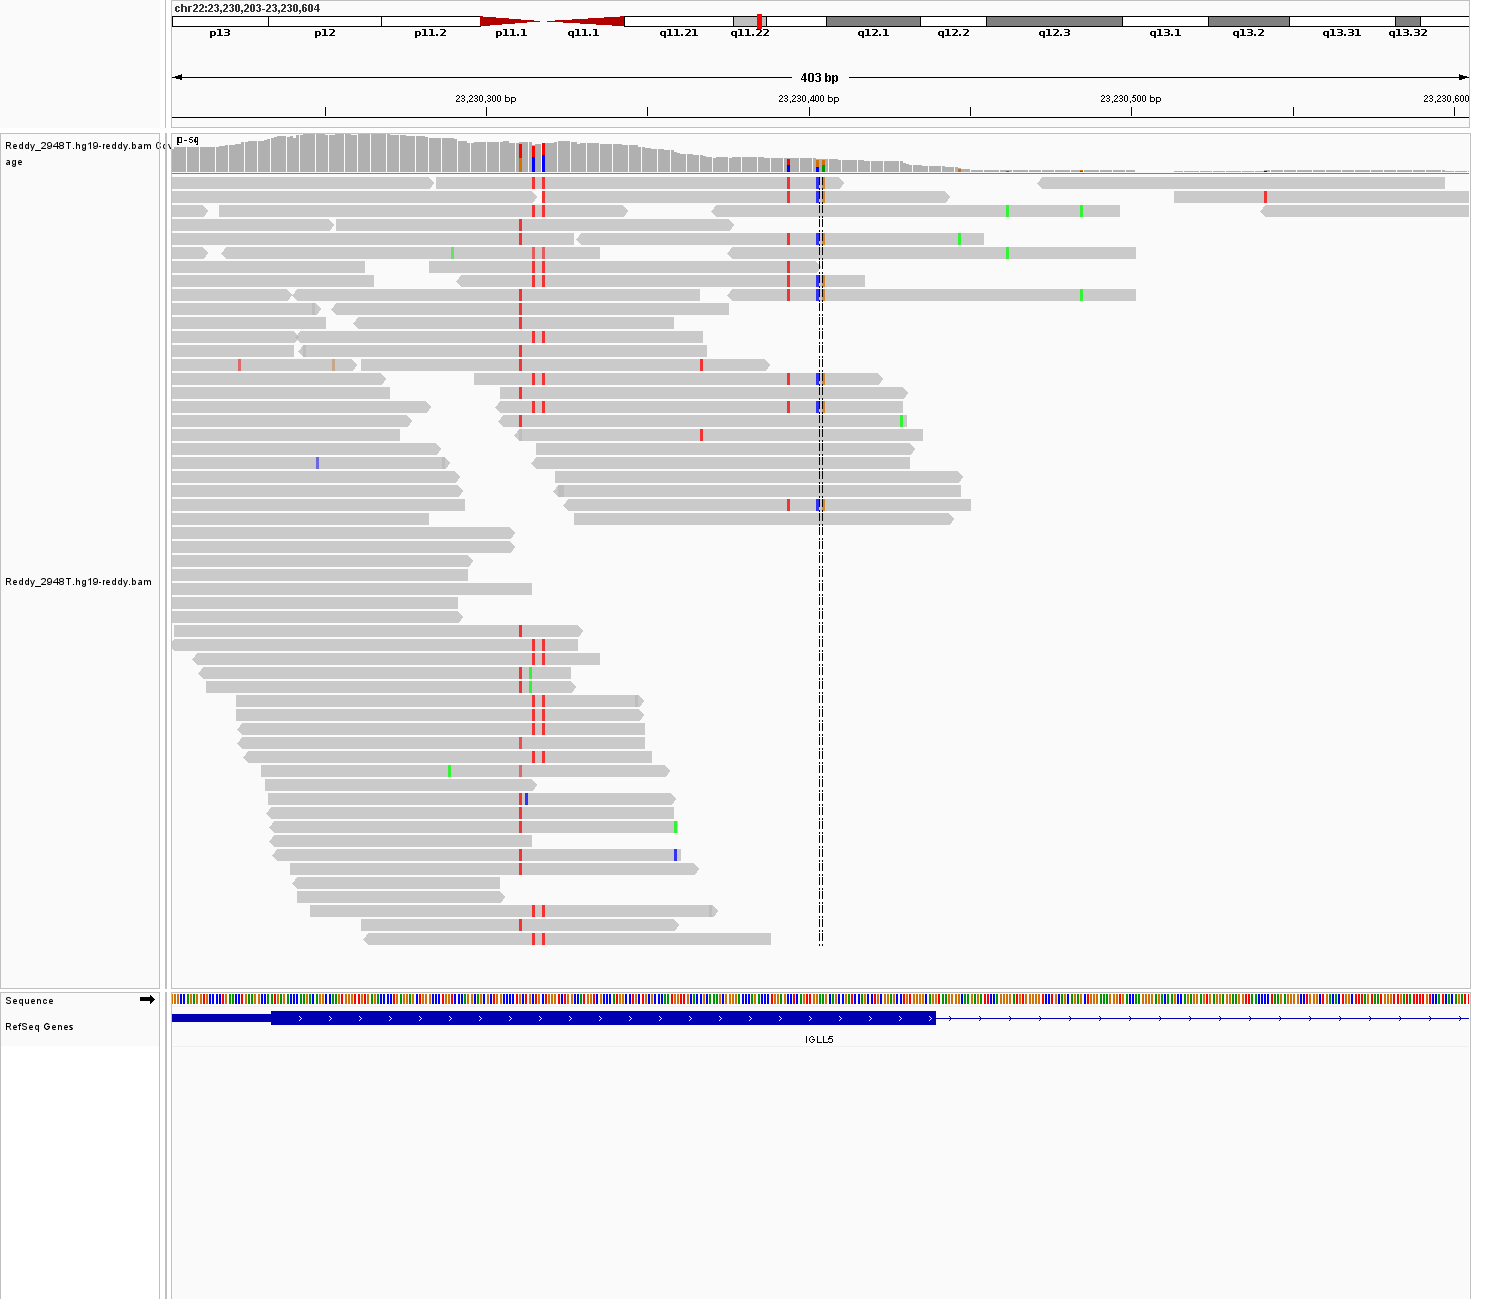 chr22:23,230,203-23,230,604
p13 p12 p11.2 p11.1 q11.1 q11.21 q11.22 q12.1 q12.2 q12.3 q13.1 q13.2 q13.31 q13.32
403 bp
23,230,300 bp 23,230,400 bp 23,230,500 bp 23,230,600
Reddy_2948T.hg19-reddy.bam Cov
age
Reddy_2948T.hg19-reddy.bam
Sequence
RefSeq Genes
IGLL5